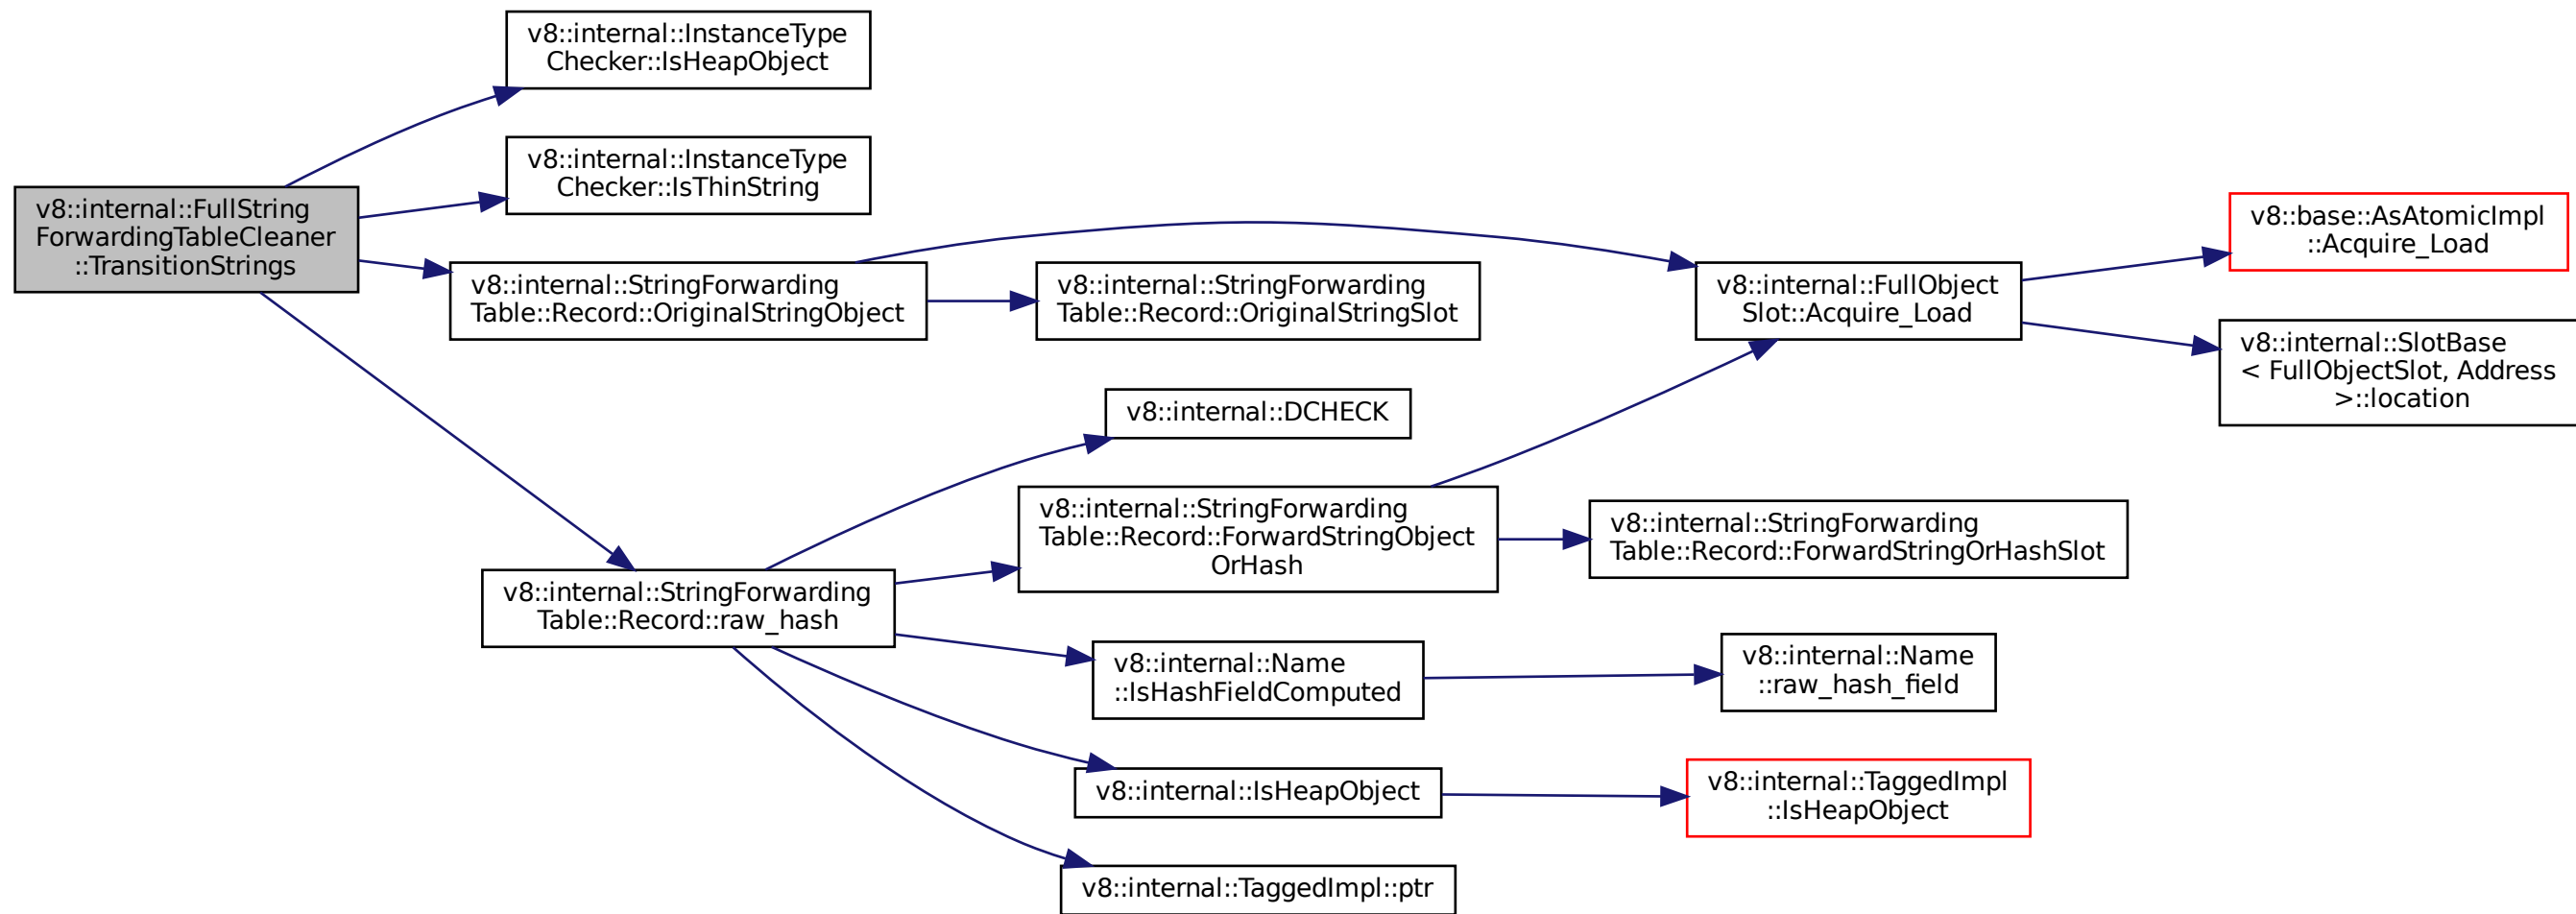 v8::internal::InstanceType
Checker::IsHeapObject
v8::internal::InstanceType
Checker::IsThinString
v8::internal::FullString
ForwardingTableCleaner
::TransitionStrings
v8::internal::StringForwarding
Table::Record::OriginalStringObject
v8::internal::StringForwarding
Table::Record::OriginalStringSlot
v8::internal::FullObject
Slot::Acquire_Load
v8::base::AsAtomicImpl
::Acquire_Load
v8::internal::SlotBase
< FullObjectSlot, Address
>::location
v8::internal::DCHECK
v8::internal::StringForwarding
Table::Record::ForwardStringObject
OrHash
v8::internal::StringForwarding
Table::Record::ForwardStringOrHashSlot
v8::internal::StringForwarding
Table::Record::raw_hash
v8::internal::Name
::IsHashFieldComputed
v8::internal::Name
::raw_hash_field
v8::internal::IsHeapObject
v8::internal::TaggedImpl
::IsHeapObject
v8::internal::TaggedImpl::ptr